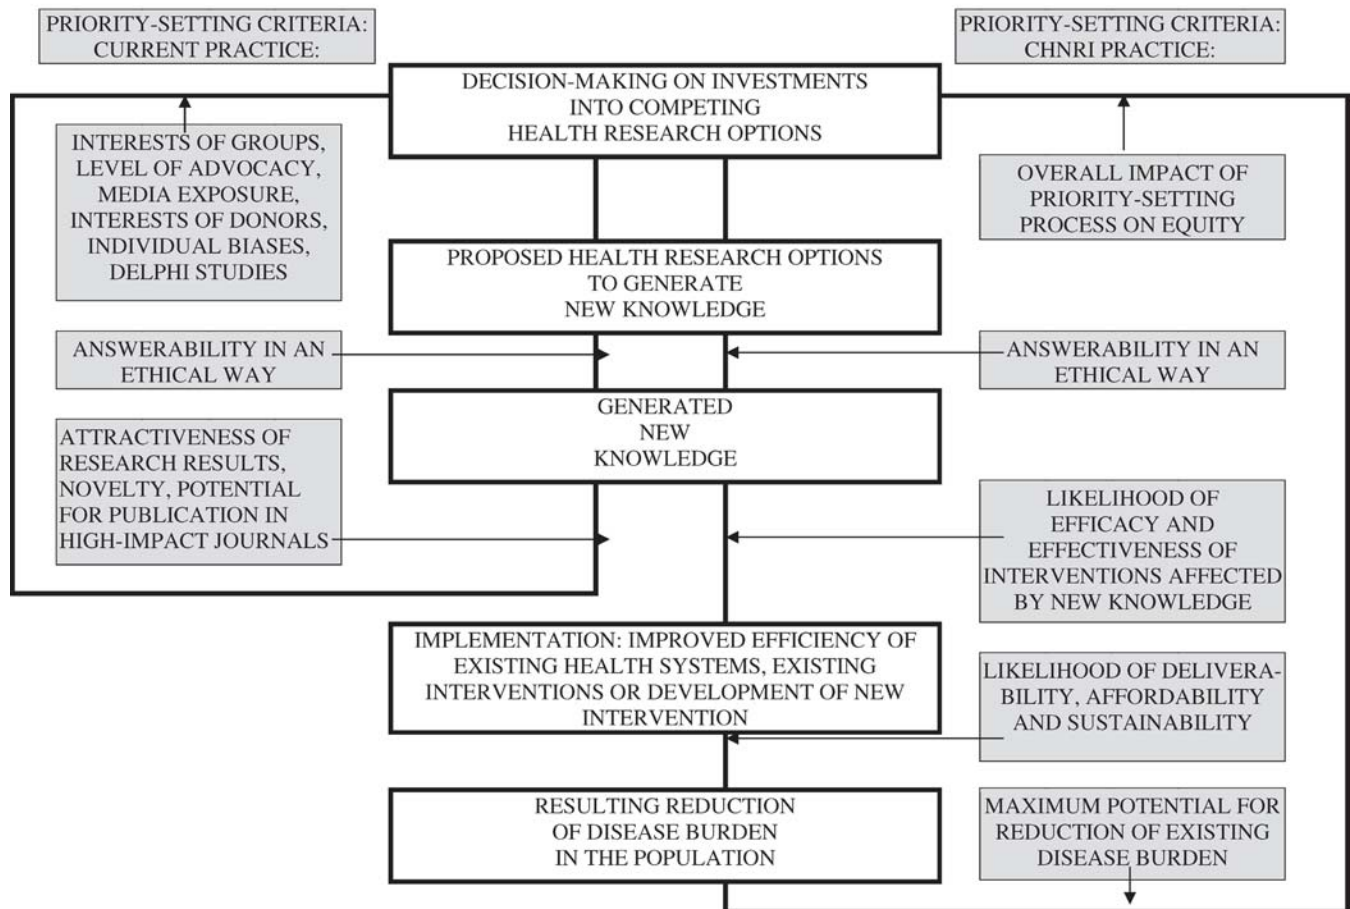 PRIORITY-SETTING CRITERIA:
CURRENT PRACTICE:
PRIORITY-SETTING CRITERIA:
CHNRI PRACTICE:
DECISION-MAKING ON INVESTMENTS
INTO COMPETING
HEALTH RESEARCH OPTIONS
INTERESTS OF GROUPS,
LEVEL OF ADVOCACY,
MEDIA EXPOSURE,
INTERESTS OF DONORS,
INDIVIDUAL BIASES,
DELPHI STUDIES
OVERALL IMPACT OF
PRIORITY-SETTING
PROCESS ON EQUITY
PROPOSED HEALTH RESEARCH OPTIONS
TO GENERATE
NEW KNOWLEDGE
ANSWERABILITY IN AN
ETHICAL WAY
ANSWERABILITY IN AN
ETHICAL WAY
GENERATED
NEW
KNOWLEDGE
ATTRACTIVENESS OF
RESEARCH RESULTS,
NOVELTY, POTENTIAL
FOR PUBLICATION IN
HIGH-IMPACT JOURNALS
LIKELIHOOD OF
EFFICACY AND
EFFECTIVENESS OF
INTERVENTIONS AFFECTED
BY NEW KNOWLEDGE
IMPLEMENTATION: IMPROVED EFFICIENCY OF
EXISTING HEALTH SYSTEMS, EXISTING
INTERVENTIONS OR DEVELOPMENT OF NEW
INTERVENTION
LIKELIHOOD OF DELIVERA-
BILITY, AFFORDABILITY
AND SUSTAINABILITY
RESULTING REDUCTION
OF DISEASE BURDEN
IN THE POPULATION
MAXIMUM POTENTIAL FOR
REDUCTION OF EXISTING
DISEASE BURDEN